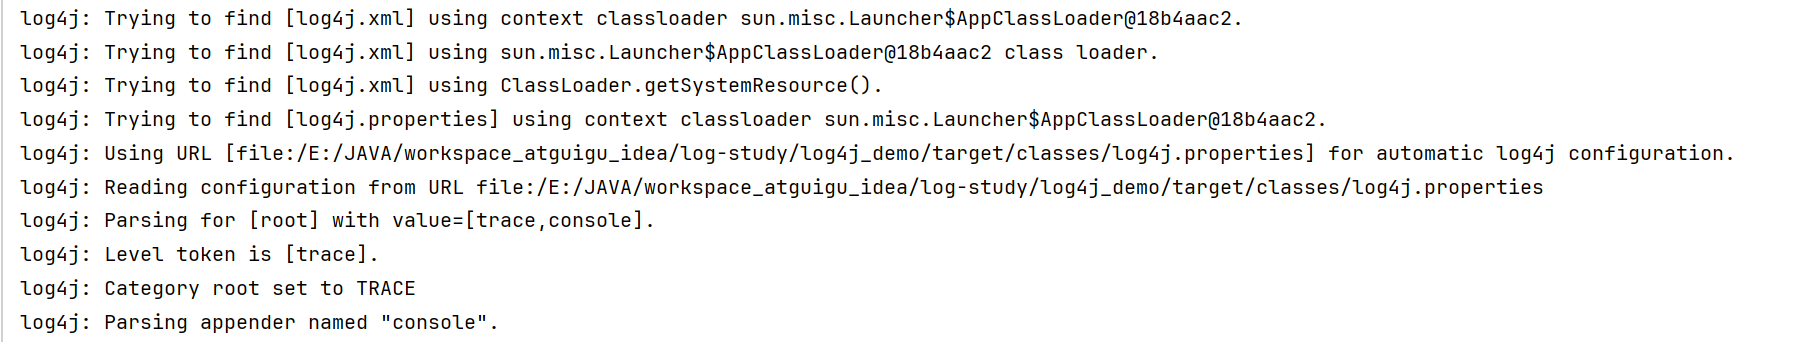 log4j: Trying to find [log4j.xml] using context classloader sun.misc.Launcher$AppClassLoader@18b4aac2.
log4j: Trying to find [log4j.xml] using sun.misc.Launcher$AppClassLoader@18b4aac2 class loader.
log4j: Trying to find [log4j.xml] using ClassLoader.getSystemResource().
log4j: Trying to find [log4j.properties] using context classloader sun.misc.Launcher$AppClassLoader@18b4aac2.
log4j: Using URL [file:/E:/JAVA/workspace_atguigu_idea/log-study/log4j_demo/target/classes/log4j.properties] for automatic log4j configuration.
log4j: Reading configuration from URL file:/E:/JAVA/workspace_atguigu_idea/log-study/log4j_demo/target/classes/log4j.properties
log4j: Parsing for [root] with value=[trace,console].
log4j: Level token is [trace].
log4j: Category root set to TRACE
log4j: Parsing appender named "console".